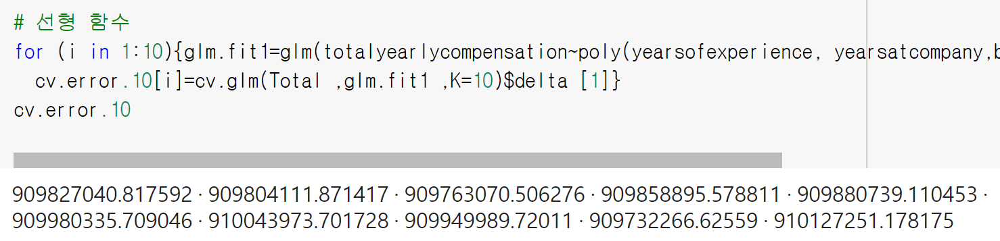 # 선형 함수
for (i in 1:10){glm.fit1=glm(totalyearlycompensation~poly(yearsofexperience, yearsatcompany,b
cv.error.10[i]=cv.glm(Total ,glm.fit1 ,K=10)$delta [1]}
cv.error.10
909827040.817592 · 909804111.871417 · 909763070.506276 · 909858895.578811 · 909880739.110453 ·
909980335.709046 · 910043973.701728 · 909949989.72011 · 909732266.62559 · 910127251.178175